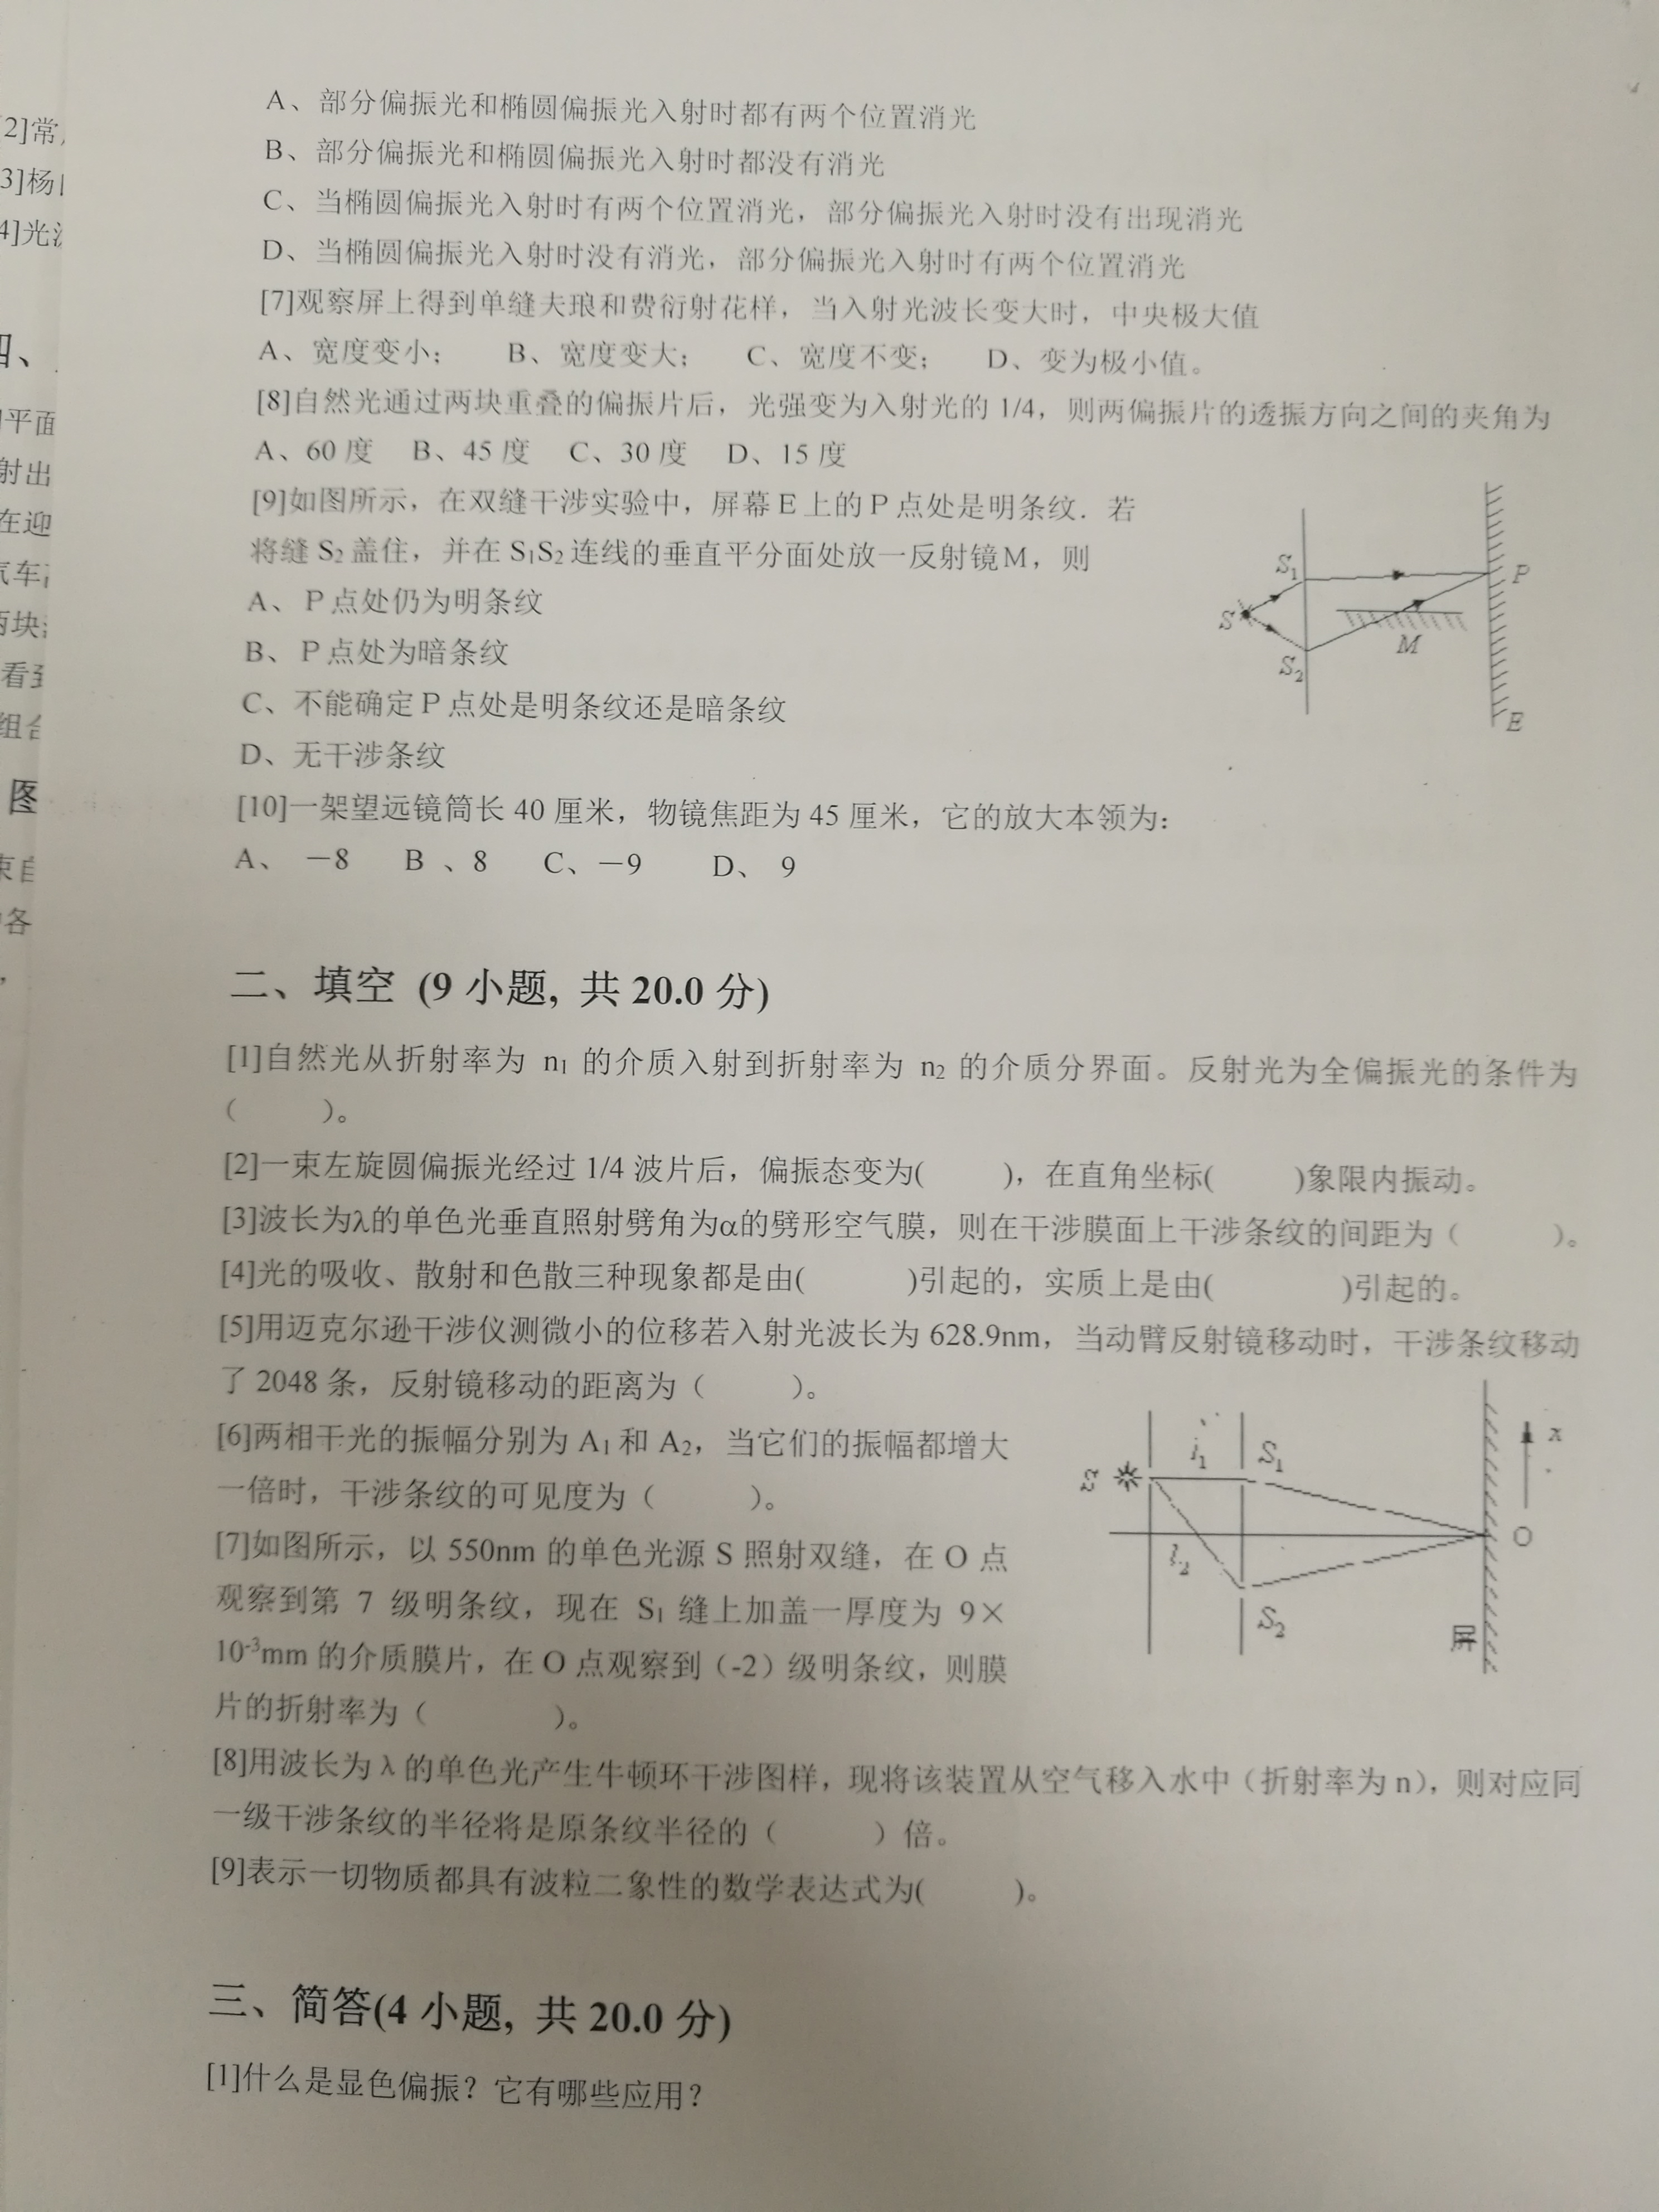 A、部分偏振光和椭圆偏振光入射时都有两个位置消光
B、部分偏振光和椭圆偏振光入射时都没有消光
C、当椭圆偏振光入射时有两个位置消光，部分偏振光入射时没有出现消光
D、当椭圆偏振光入射时没有消光，部分偏振光入射时有两个位置消光
[7]观察屏上得到单缝夫琅和费衍射花样，当入射光波长变大时，中央极大值
A、宽度变小； B、宽度变大； C、宽度不变； D、变为极小值。
[8]自然光通过两块重叠的偏振片后，光强变为入射光的 1/4，则两偏振片的透振方向之间的夹角为
A、60 度 B、45 度 C、30 度 D、15 度
[9]如图所示，在双缝干涉实验中，屏幕 E 上的 P 点处是明条纹．若
将缝 S2 盖住，并在 S1S2 连线的垂直平分面处放一反射镜M，则
A、P 点处仍为明条纹
B、P 点处为暗条纹
C、不能确定 P 点处是明条纹还是暗条纹
D、无干涉条纹
S
S1
S2
M
P
E
[10]一架望远镜筒长 40 厘米，物镜焦距为 45 厘米，它的放大本领为：
A、 －8 B 、8 C、－9 D、 9
二、填空 (9 小题, 共 20.0 分)
[1]自然光从折射率为 n1 的介质入射到折射率为 n2 的介质分界面。反射光为全偏振光的条件为
（ ）。
[2]一束左旋圆偏振光经过 1/4 波片后，偏振态变为( )，在直角坐标( )象限内振动。
[3]波长为λ的单色光垂直照射劈角为α的劈形空气膜，则在干涉膜面上干涉条纹的间距为（ ）。
[4]光的吸收、散射和色散三种现象都是由( )引起的，实质上是由( )引起的。
[5]用迈克尔逊干涉仪测微小的位移若入射光波长为 628.9nm，当动臂反射镜移动时，干涉条纹移动
了 2048 条，反射镜移动的距离为（ ）。
[6]两相干光的振幅分别为 A1 和 A2，当它们的振幅都增大
一倍时，干涉条纹的可见度为（ ）。
[7]如图所示，以 550nm 的单色光源 S 照射双缝，在 O 点
观察到第 7 级明条纹，现在 S1 缝上加盖一厚度为 9×
10-3mm 的介质膜片，在 O 点观察到（-2）级明条纹，则膜
片的折射率为（ ）。
S
l1
S1
l2
S2
x
O
屏
[8]用波长为 λ 的单色光产生牛顿环干涉图样，现将该装置从空气移入水中（折射率为 n），则对应同
一级干涉条纹的半径将是原条纹半径的（ ）倍。
[9]表示一切物质都具有波粒二象性的数学表达式为( )。
三、简答(4 小题, 共 20.0 分)
[1]什么是显色偏振？它有哪些应用？
2]常
3]杨
4]光
四、
平面
射出
在迎
汽车
两块
看到
组合
图
束自
各
，